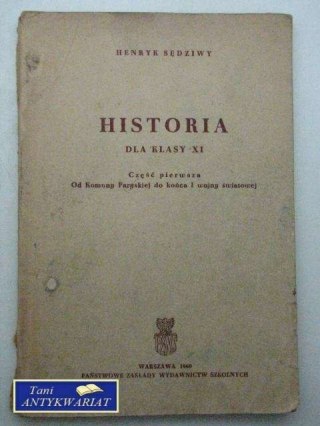 HENRYK SĘDZIWY
HISTORIA
DLA KLASY XI
Część pierwsza
Od Komuny Paryskiej do końca I wojny światowej
PZWS
WARSZAWA 1960
PAŃSTWOWE ZAKŁADY WYDAWNICTW SZKOLNYCH
Tani
ANTYKWARIAT